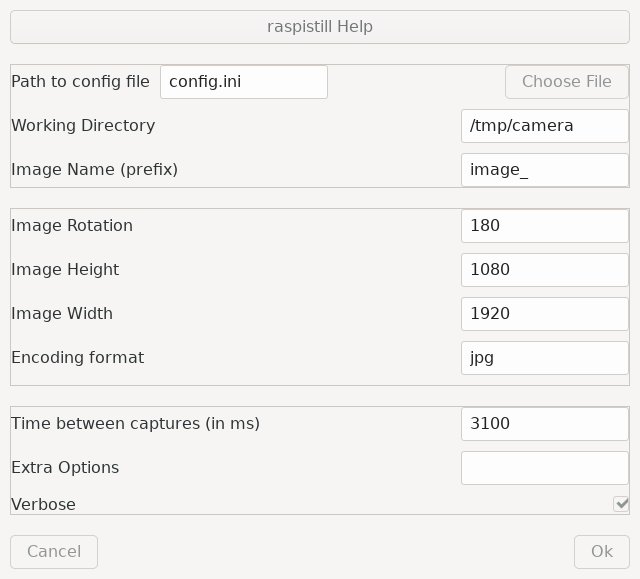 raspistill Help
Path to config file config.ini Choose File
Working Directory /tmp/camera
Image Name (prefix) image_
Image Rotation 180
Image Height 1080
Image Width 1920
Encoding format jpg
Time between captures (in ms) 3100
Extra Options
Verbose
Cancel Ok